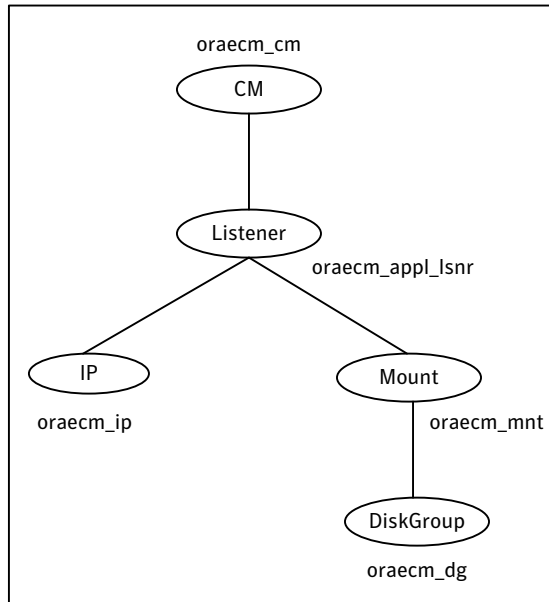 oraecm_cm
CM
Listener
oraecm_appl_lsnr
IP
oraecm_ip
Mount
oraecm_mnt
DiskGroup
oraecm_dg